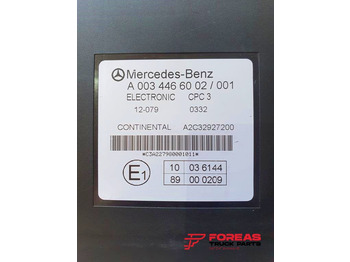 Mercedes-Benz
A 003 446 60 02 / 001
ELECTRONIC CPC 3
12-079 0332
CONTINENTAL A2C32927200
*C3A2279800001011*
E1 10 03 6144
89 00 0209
FOREAS
TRUCK PARTS